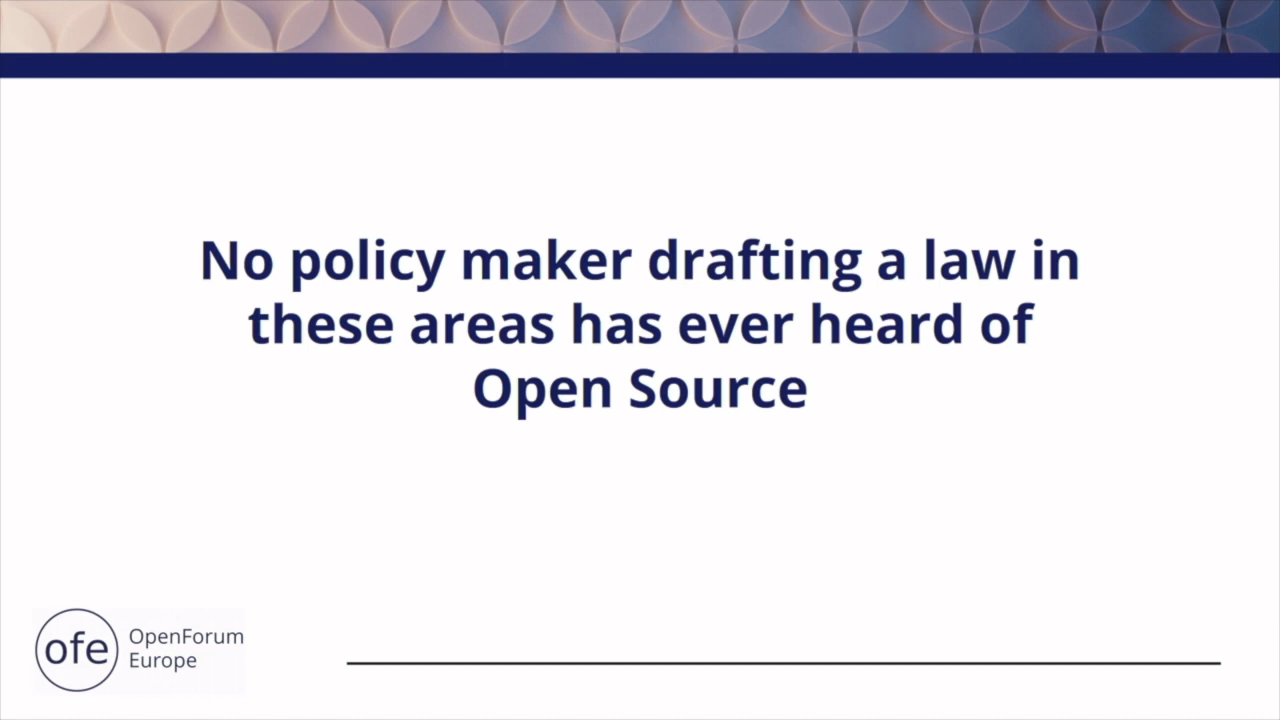 No policy maker drafting a law in
these areas has ever heard of
Open Source
ofe
OpenForum
Europe